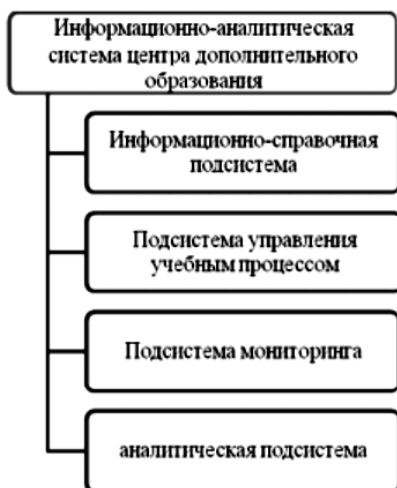 Информационно-аналитическая
система центра дополнительного
образования
Информационно-справочная
подсистема
Подсистема управления
учебным процессом
Подсистема мониторинга
аналитическая подсистема